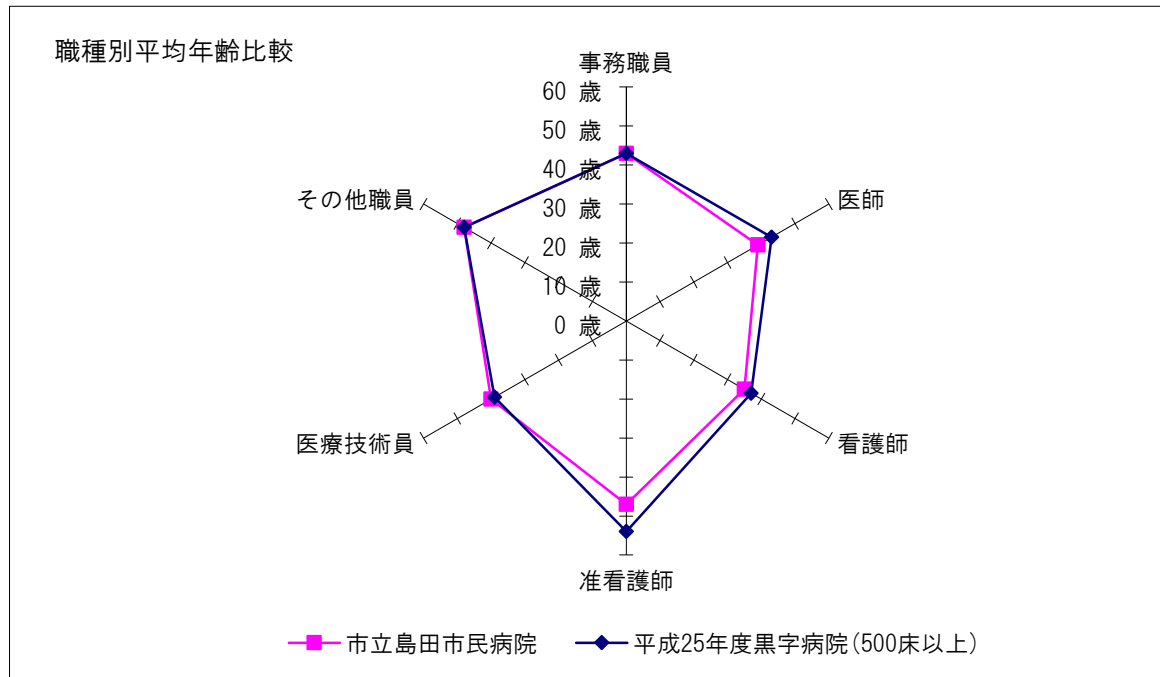 職種別平均年齢比較
事務職員
60 歳
50 歳
40 歳
30 歳
20 歳
10 歳
0 歳
医師
その他職員
医療技術員
看護師
准看護師
市立島田市民病院
平成25年度黒字病院(500床以上)